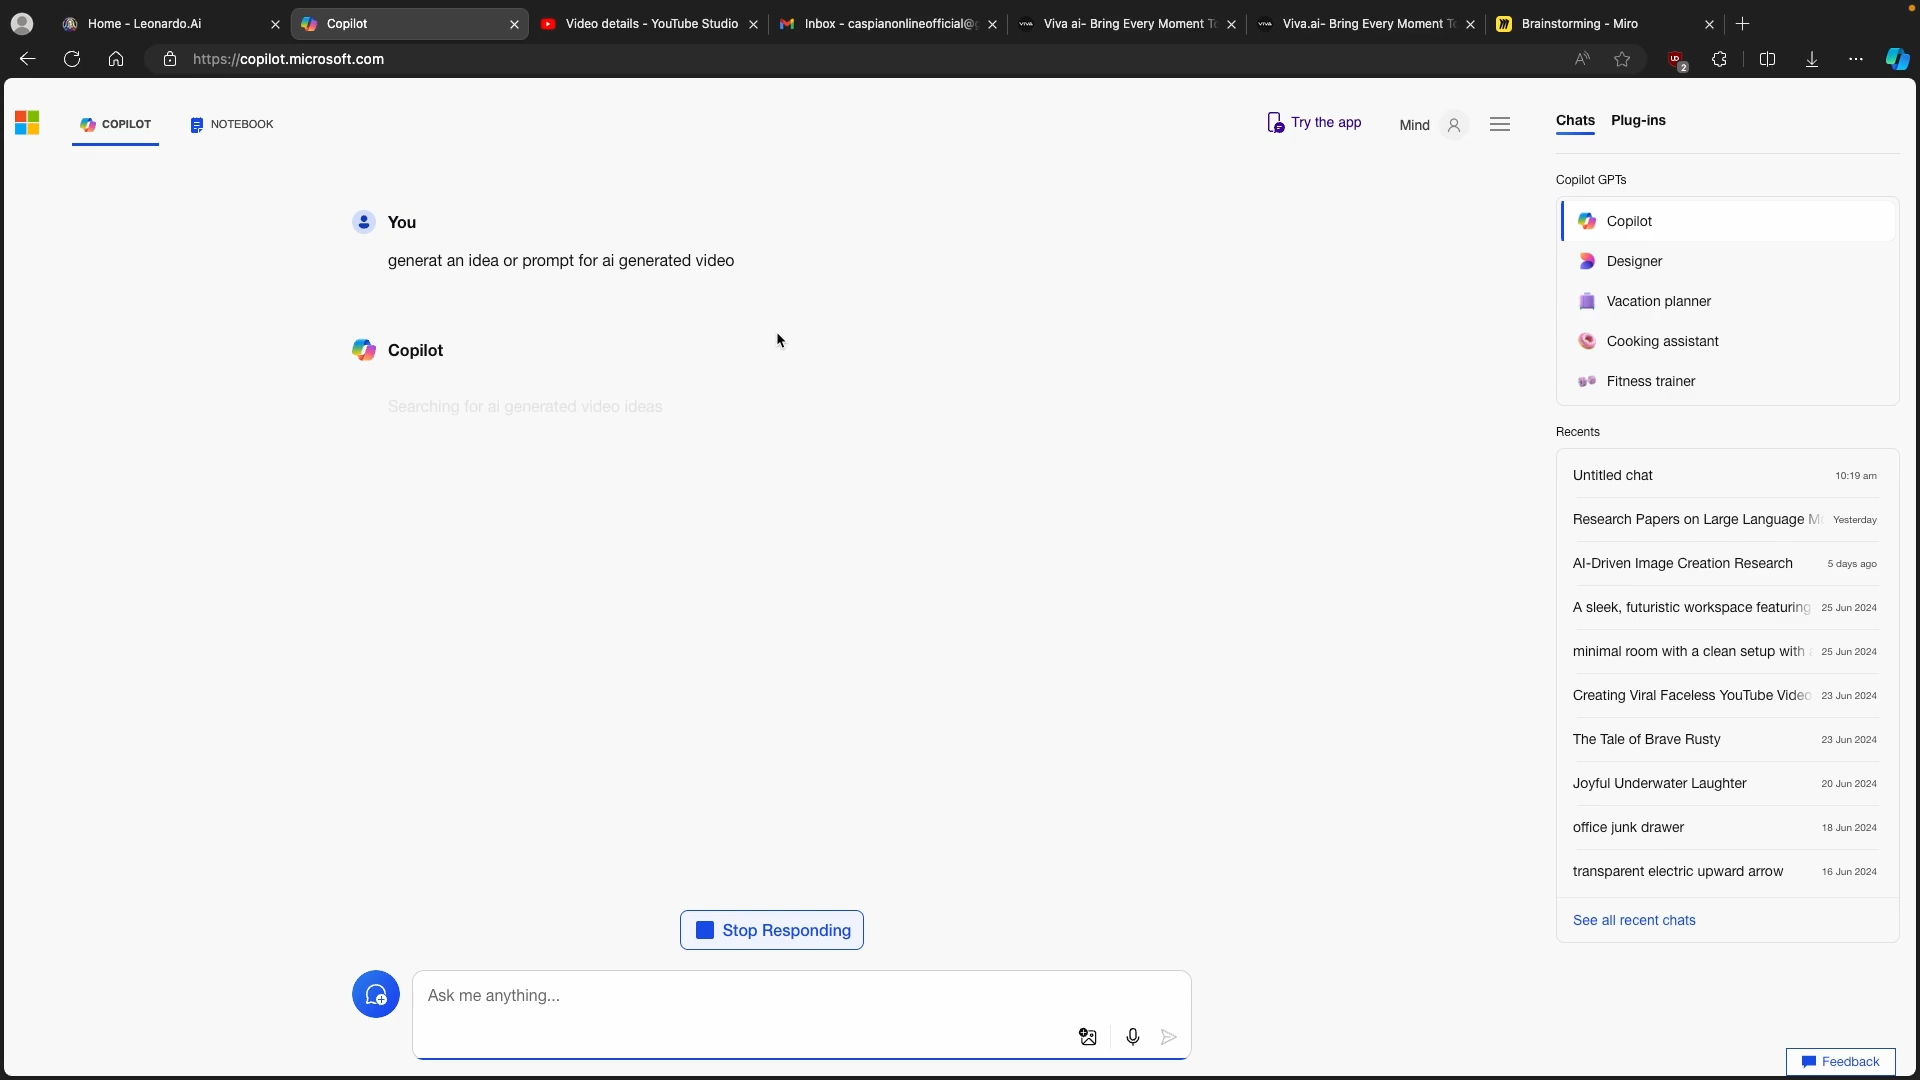 Home - Leonardo.Ai
Copilot
Video details - YouTube Studio
Inbox - caspianonlineofficial@g
Viva ai- Bring Every Moment To
Viva.ai- Bring Every Moment To
Brainstorming - Miro
https://copilot.microsoft.com
2
COPILOT
NOTEBOOK
Try the app
Mind
Chats
Plug-ins
You
generat an idea or prompt for ai generated video
Copilot
Searching for ai generated video ideas
Stop Responding
Ask me anything...
Copilot GPTs
Copilot
Designer
Vacation planner
Cooking assistant
Fitness trainer
Recents
Untitled chat 10:19 am
Research Papers on Large Language Mo Yesterday
AI-Driven Image Creation Research 5 days ago
A sleek, futuristic workspace featuring 25 Jun 2024
minimal room with a clean setup with a 25 Jun 2024
Creating Viral Faceless YouTube Video 23 Jun 2024
The Tale of Brave Rusty 23 Jun 2024
Joyful Underwater Laughter 20 Jun 2024
office junk drawer 18 Jun 2024
transparent electric upward arrow 16 Jun 2024
See all recent chats
Feedback